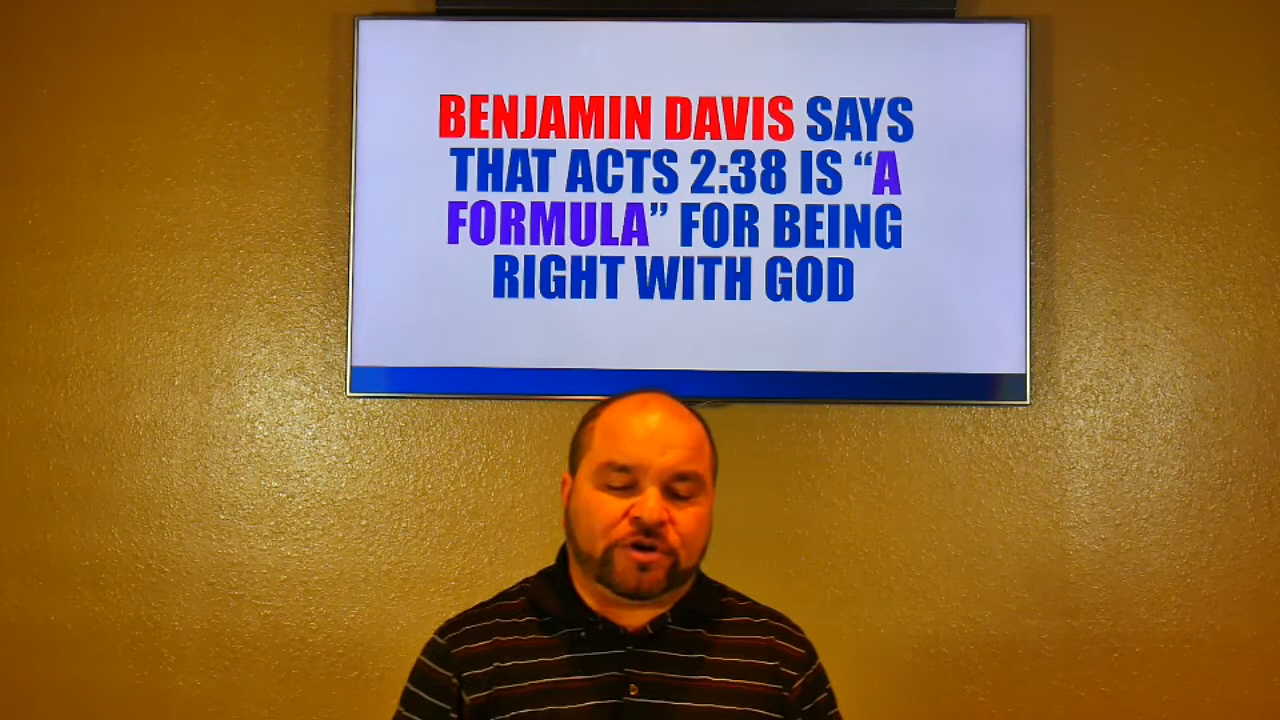 BENJAMIN DAVIS SAYS
THAT ACTS 2:38 IS “A
FORMULA” FOR BEING
RIGHT WITH GOD